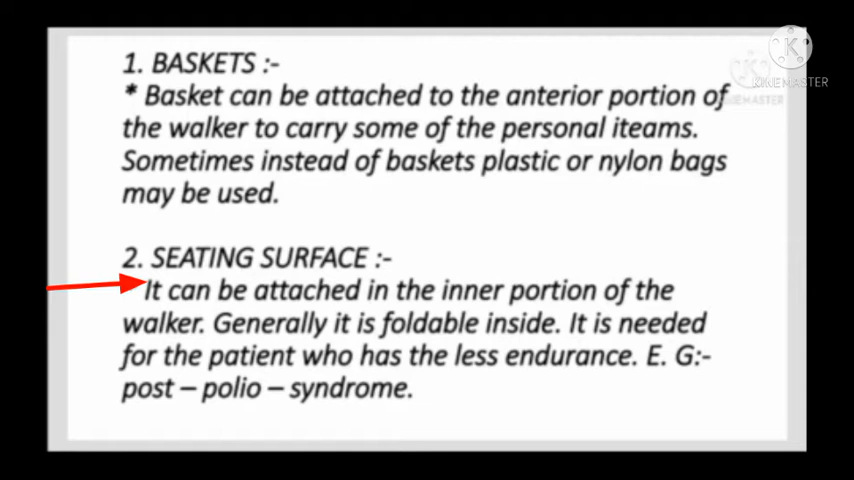 1. BASKETS :-
* Basket can be attached to the anterior portion of
the walker to carry some of the personal iteams.
Sometimes instead of baskets plastic or nylon bags
may be used.
2. SEATING SURFACE :-
It can be attached in the inner portion of the
walker. Generally it is foldable inside. It is needed
for the patient who has the less endurance. E. G:-
post – polio – syndrome.
K
KINEMASTER
K
KINEMASTER